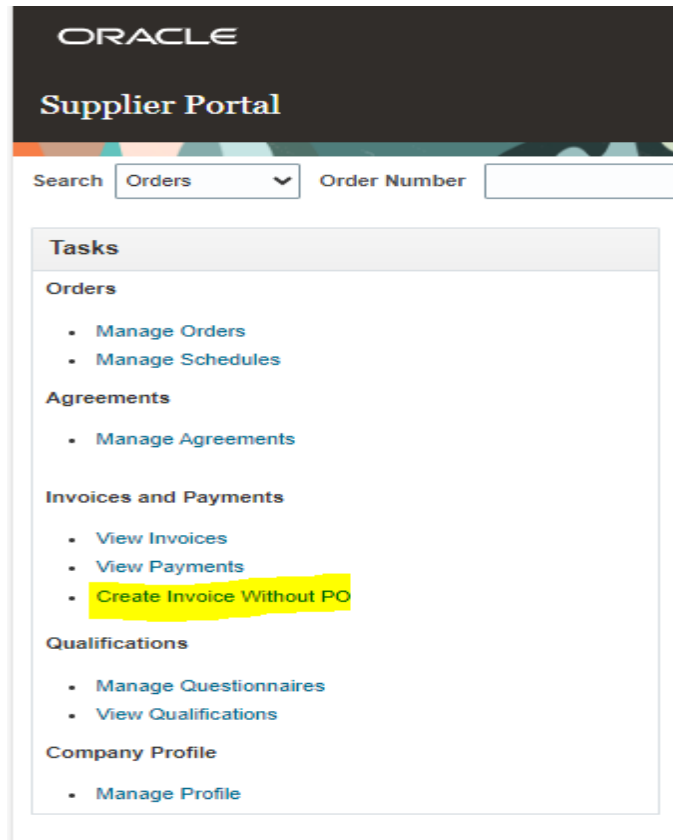 ORACLE
Supplier Portal
Search Orders Order Number
Tasks
Orders
• Manage Orders
• Manage Schedules
Agreements
• Manage Agreements
Invoices and Payments
• View Invoices
• View Payments
• Create Invoice Without PO
Qualifications
• Manage Questionnaires
• View Qualifications
Company Profile
• Manage Profile